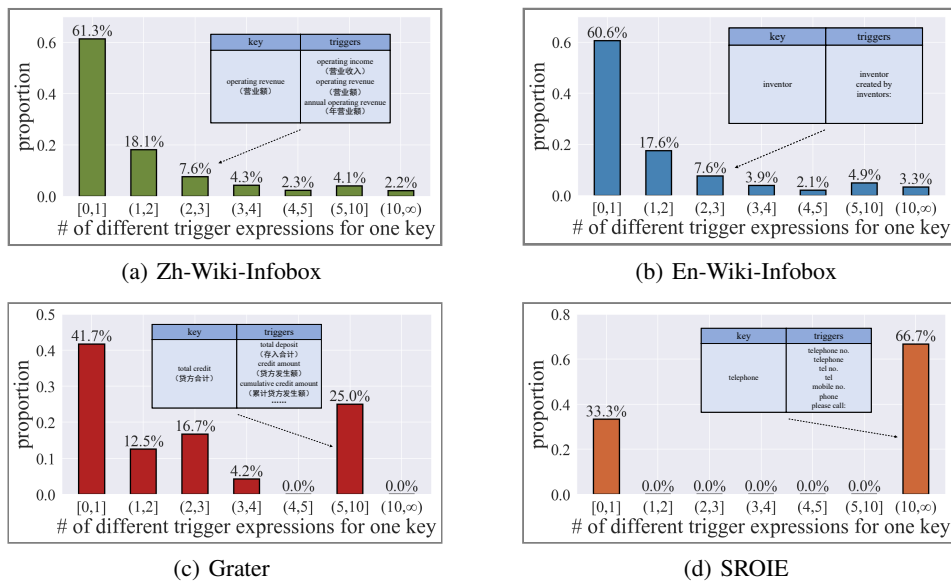 61.3%
18.1%
7.6%
4.3%
2.3%
4.1%
2.2%
proportion
0.6
0.4
0.2
0.0
key
triggers
operating revenue
(营业额)
operating income
(营业收入)
operating revenue
(营业额)
annual operating revenue
(年营业额)
[0,1] (1,2] (2,3] (3,4] (4,5] (5,10] (10,∞)
# of different trigger expressions for one key
(a) Zh-Wiki-Infobox
60.6%
17.6%
7.6%
3.9%
2.1%
4.9%
3.3%
proportion
0.6
0.4
0.2
0.0
key
triggers
inventor
inventor
created by
inventors:
[0,1] (1,2] (2,3] (3,4] (4,5] (5,10] (10,∞)
# of different trigger expressions for one key
(b) En-Wiki-Infobox
41.7%
12.5%
16.7%
4.2%
0.0%
25.0%
0.0%
proportion
0.5
0.4
0.3
0.2
0.1
0.0
key
triggers
total credit
(贷方合计)
total deposit
(存入合计)
credit amount
(贷方发生额)
cumulative credit amount
(累计贷方发生额)
······
[0,1] (1,2] (2,3] (3,4] (4,5] (5,10] (10,∞)
# of different trigger expressions for one key
(c) Grater
33.3%
0.0%
0.0%
0.0%
0.0%
0.0%
66.7%
proportion
0.8
0.6
0.4
0.2
0.0
key
triggers
telephone
telephone no.
telephone
tel no.
tel
mobile no.
phone
please call:
[0,1] (1,2] (2,3] (3,4] (4,5] (5,10] (10,∞)
# of different trigger expressions for one key
(d) SROIE